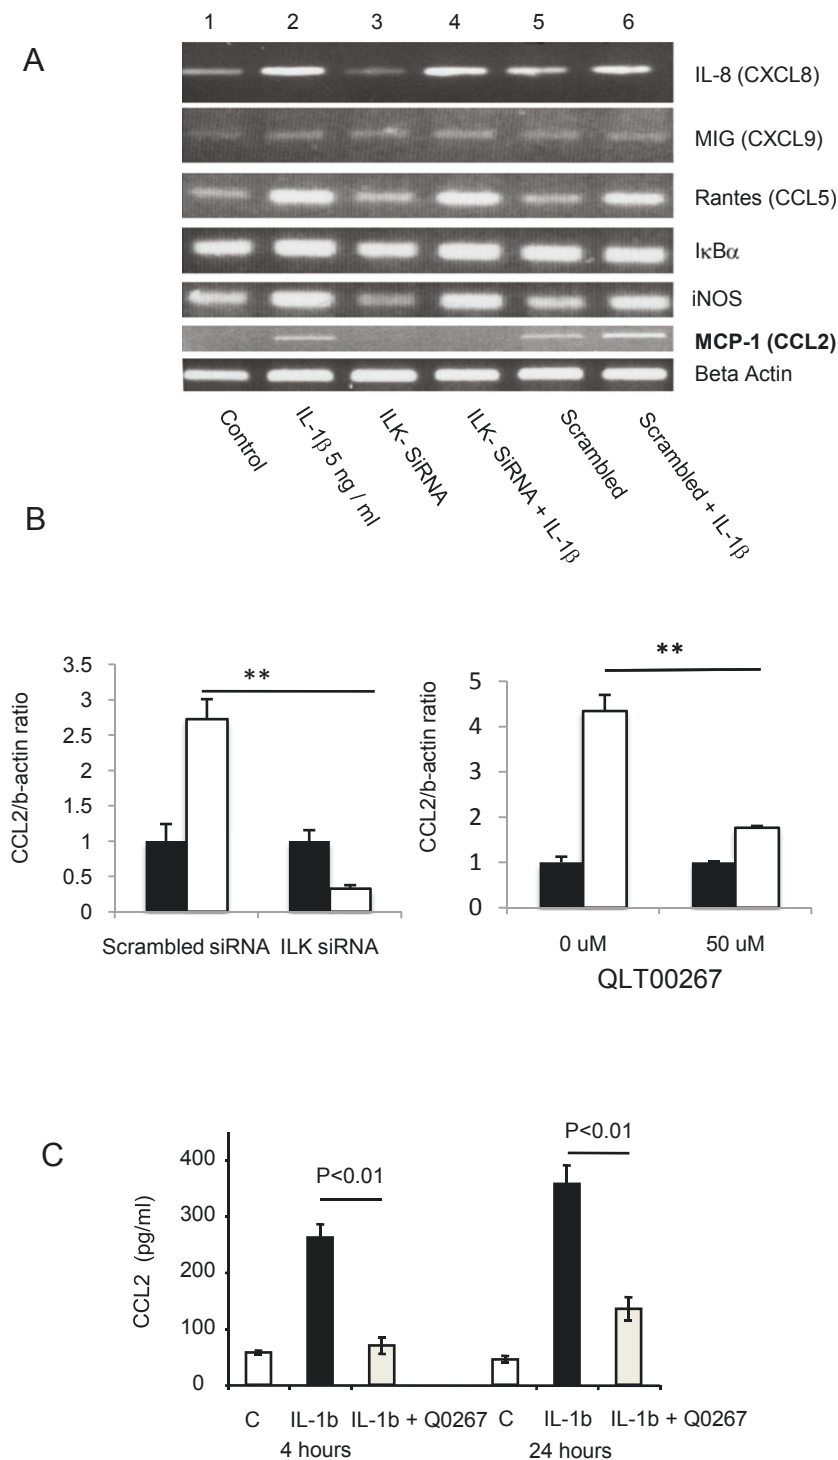 1 2 3 4 5 6
A
IL-8 (CXCL8)
MIG (CXCL9)
Rantes (CCL5)
IκBα
iNOS
MCP-1 (CCL2)
Beta Actin
Control
IL-1β 5 ng / ml
ILK- SiRNA
ILK- SiRNA + IL-1β
Scrambled
Scrambled + IL-1β
B
CCL2/b-actin ratio
3.5
3
2.5
2
1.5
1
0.5
0
**
Scrambled siRNA ILK siRNA
CCL2/b-actin ratio
5
4
3
2
1
0
**
0 uM 50 uM
QLT00267
C
CCL2 (pg/ml)
400
300
200
100
0
P<0.01
P<0.01
C IL-1b IL-1b + Q0267 C IL-1b IL-1b + Q0267
4 hours 24 hours